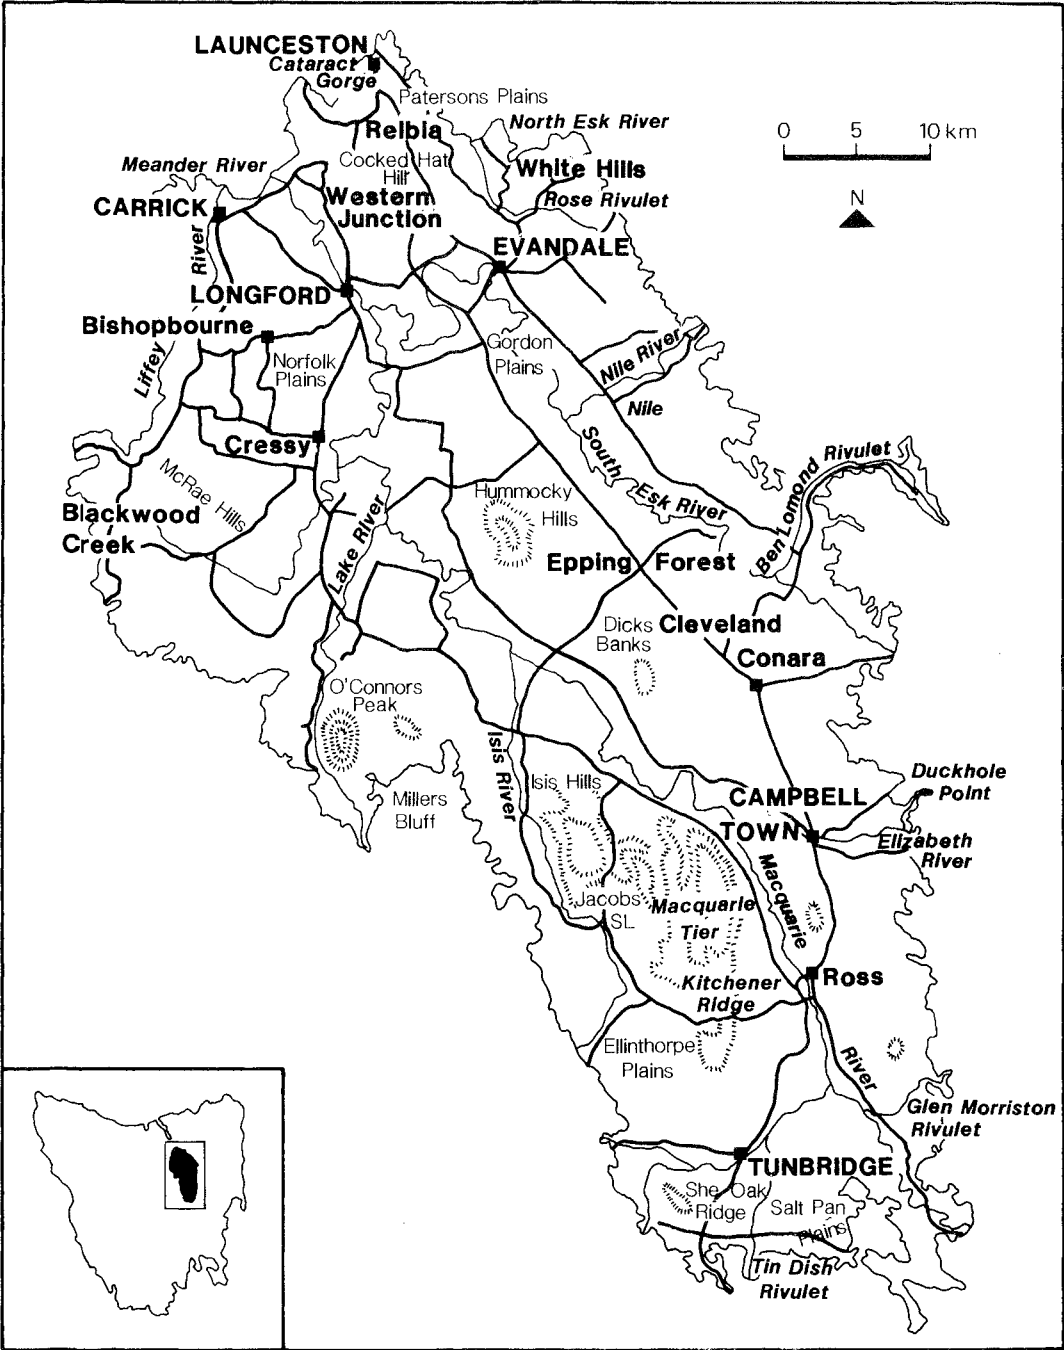 LAUNCESTON
Cataract
Gorge
Patersons Plains
North Esk River
Relbia
0 5 10 km
Meander River
Cocked Hat
Hill
White Hills
Western
Junction
Rose Rivulet
N
CARRICK
River
EVANDALE
LONGFORD
Bishopbourne
Liffey
Norfolk
Plains
Gordon
Plains
Nile River
Nile
Cressy
South
Esk River
Ben Lomond Rivulet
McRae Hills
Hummocky
Hills
Blackwood
Creek
Lake River
Epping Forest
Dicks
Banks
Cleveland
Conara
O'Connors
Peak
Isis River
Isis Hills
Millers
Bluff
Duckhole
Point
CAMPBELL
TOWN
Elizabeth
River
Macquarie
Jacobs'
SL
Macquarie
Tier
Kitchener
Ridge
Ross
Ellinthorpe
Plains
River
Glen Morriston
Rivulet
TUNBRIDGE
She Oak
Ridge
Salt Pan
Plains
Tin Dish
Rivulet